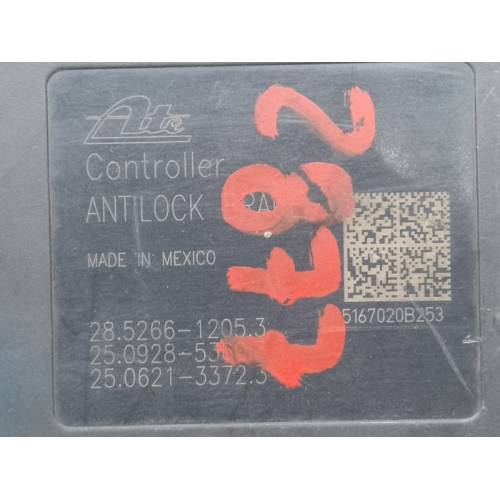 Ate
Controller
ANTILOCK
MADE IN MEXICO
5167020B253
28.5266-1205.3
25.0621-3372.3